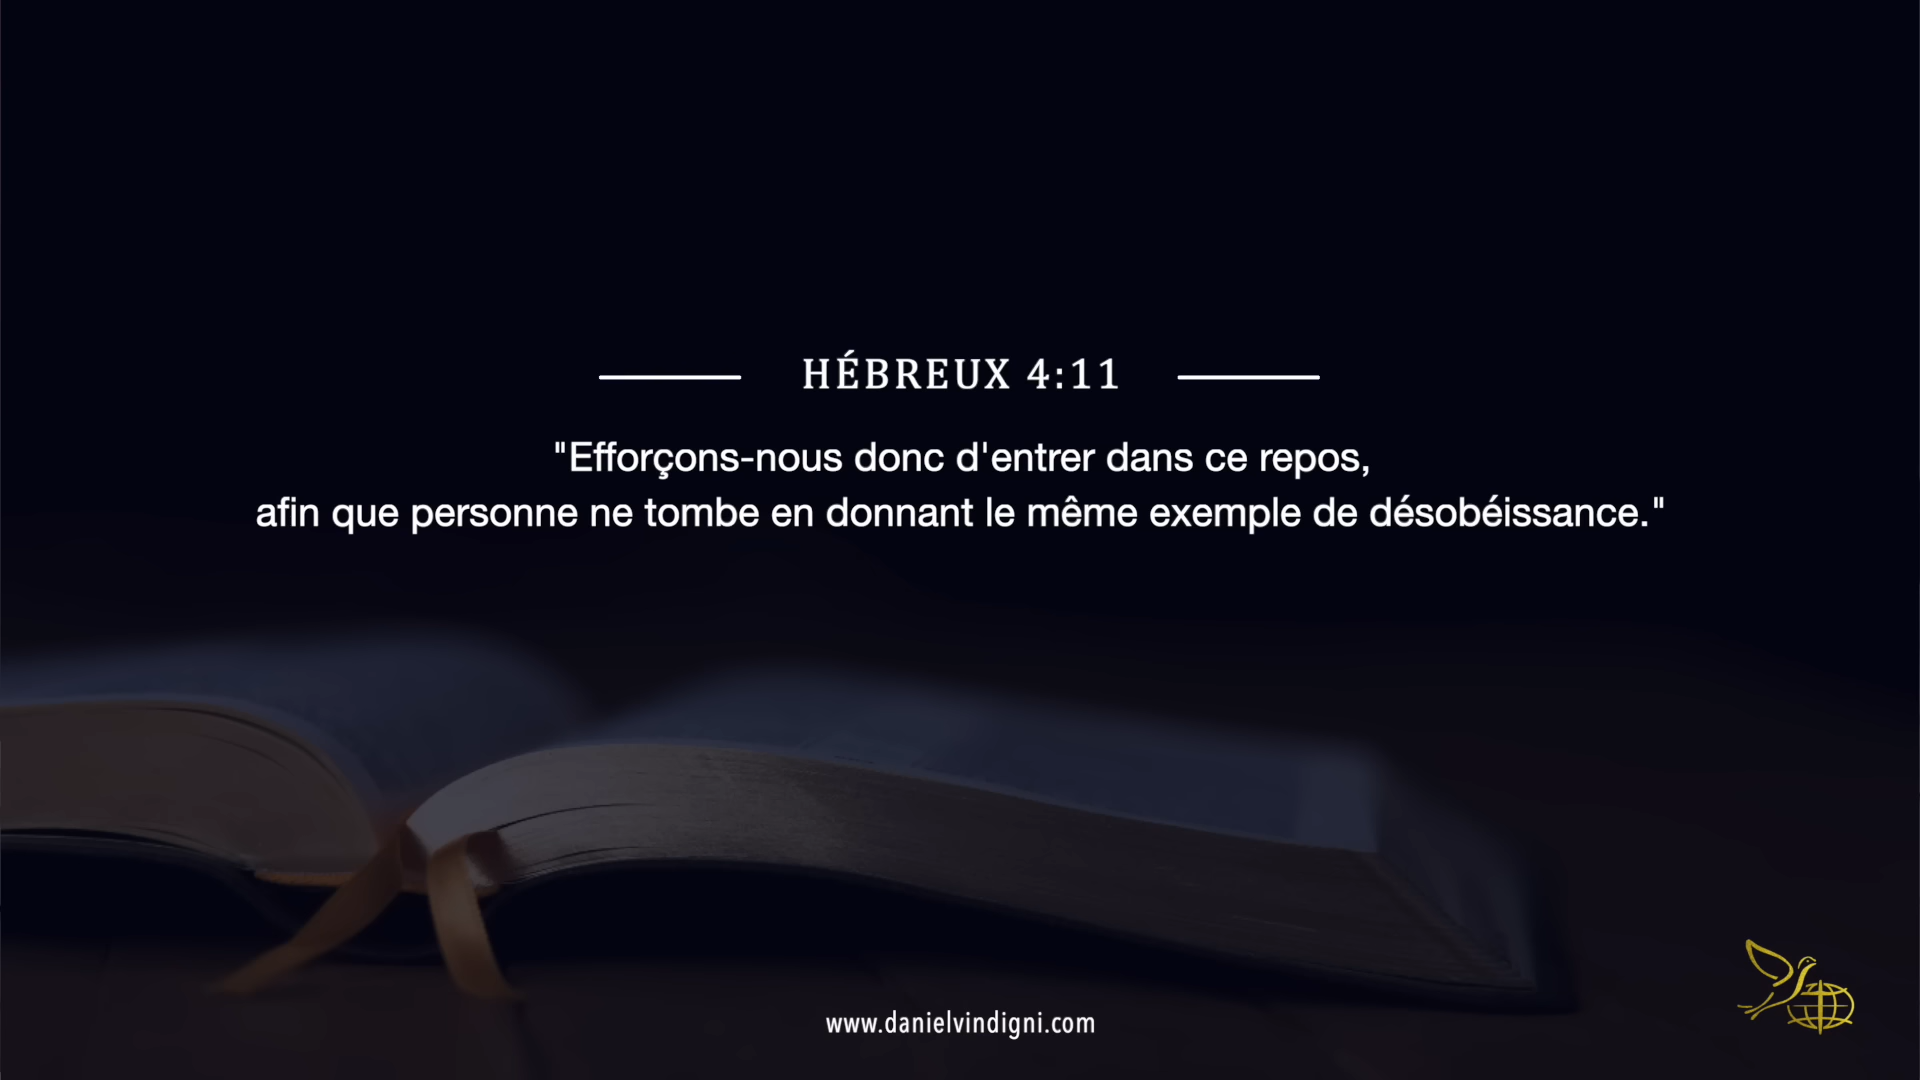 HÉBREUX 4:11
"Efforçons-nous donc d'entrer dans ce repos,
afin que personne ne tombe en donnant le même exemple de désobéissance."
www.danielvindigni.com